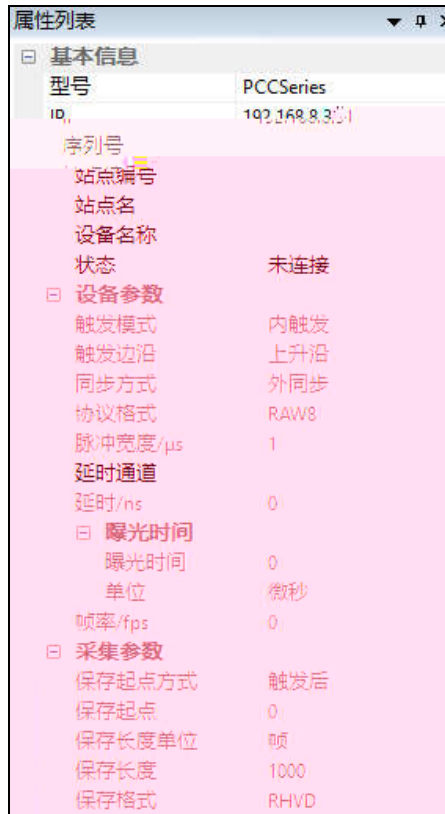 属性列表
基本信息
型号 PCCSeries
IP
序列号
站点编号
站点名
设备名称
状态 未连接
设备参数
触发模式 内触发
触发边沿 上升沿
同步方式 外同步
协议格式 RAW8
脉冲宽度/μs 1
延时通道
延时/ns 0
曝光时间
曝光时间 0
单位 微秒
帧率/fps 0
采集参数
保存起点方式 触发后
保存起点 0
保存长度单位 帧
保存长度 1000
保存格式 RHVD